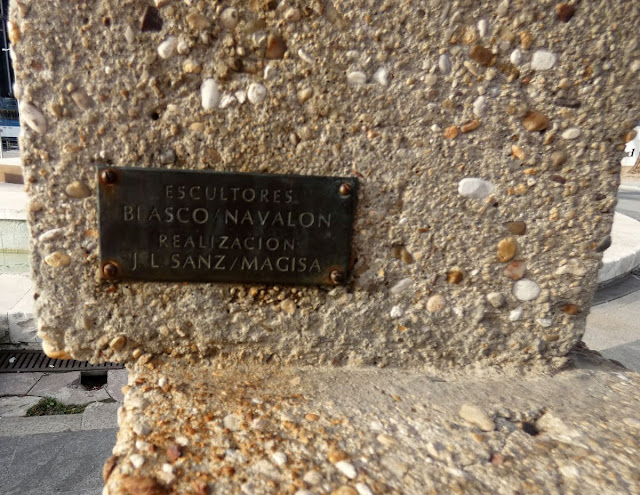 ESCULTORES
BLASCO/NAVALON
REALIZACION:
J.L.SANZ/MAGISA